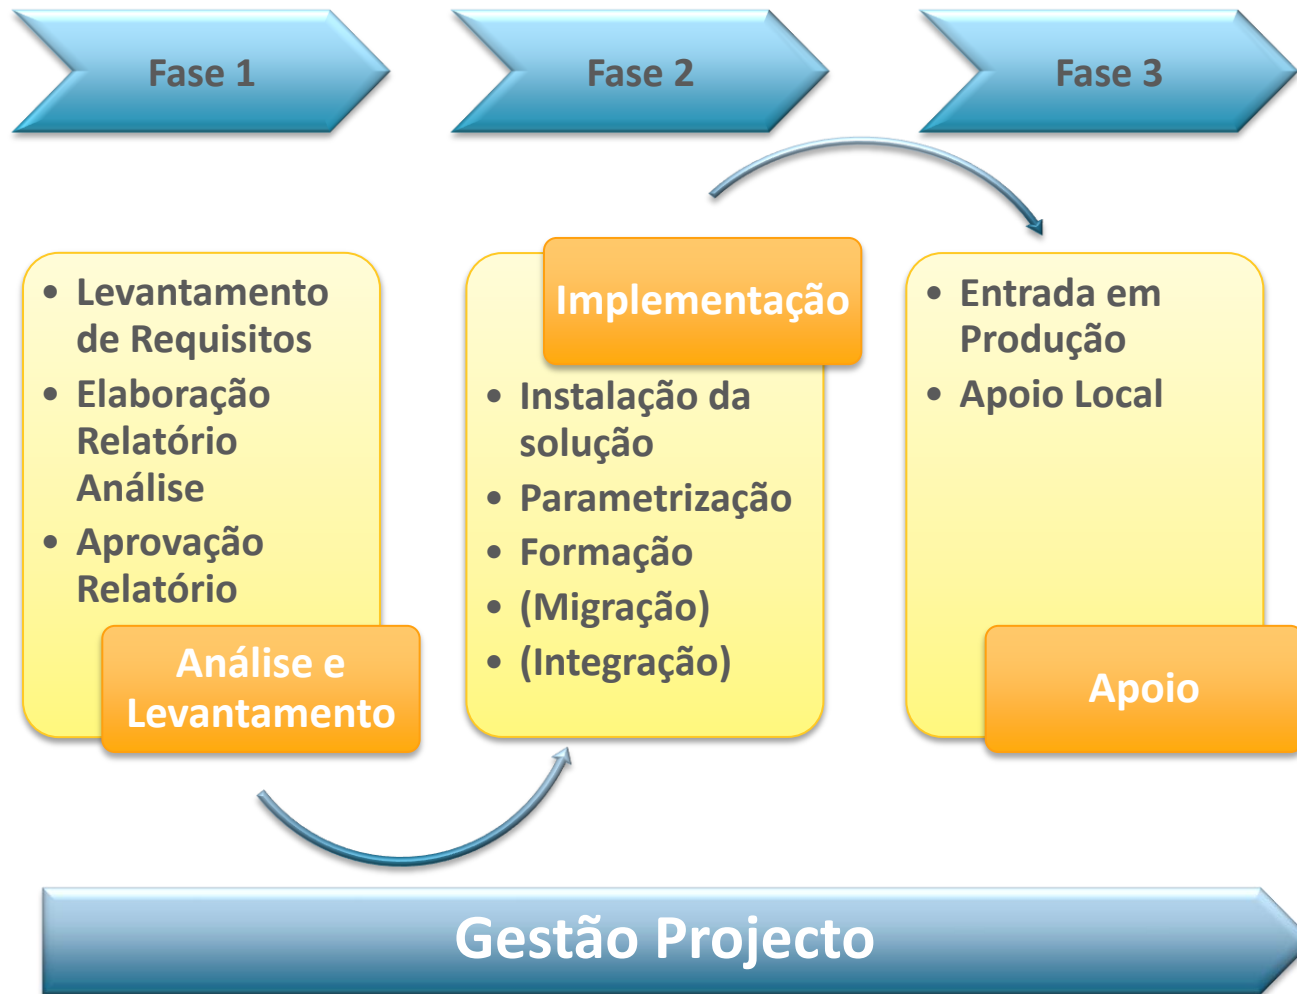 Fase 1
Fase 2
Fase 3
• Levantamento
de Requisitos
• Elaboração
Relatório
Análise
• Aprovação
Relatório
Análise e
Levantamento
Implementação
• Instalação da
solução
• Parametrização
• Formação
• (Migração)
• (Integração)
• Entrada em
Produção
• Apoio Local
Apoio
Gestão Projecto